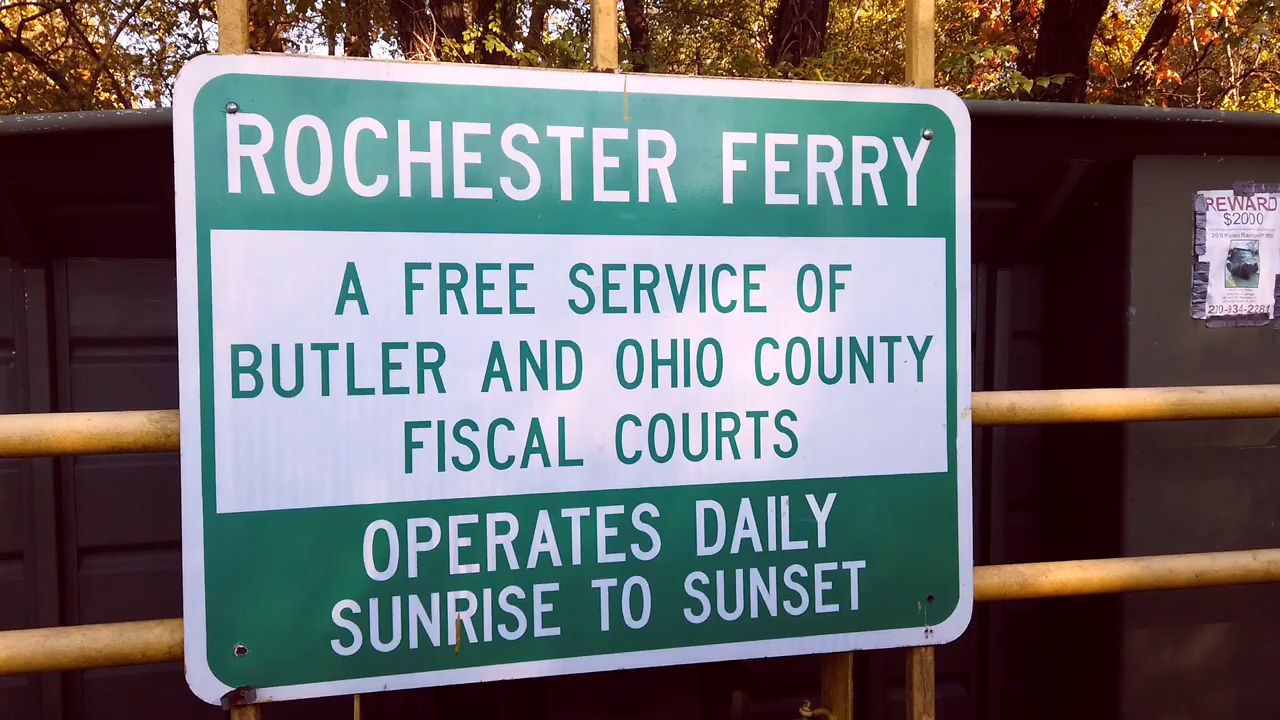 ROCHESTER FERRY
A FREE SERVICE OF
BUTLER AND OHIO COUNTY
FISCAL COURTS
OPERATES DAILY
SUNRISE TO SUNSET
REWARD
$2000